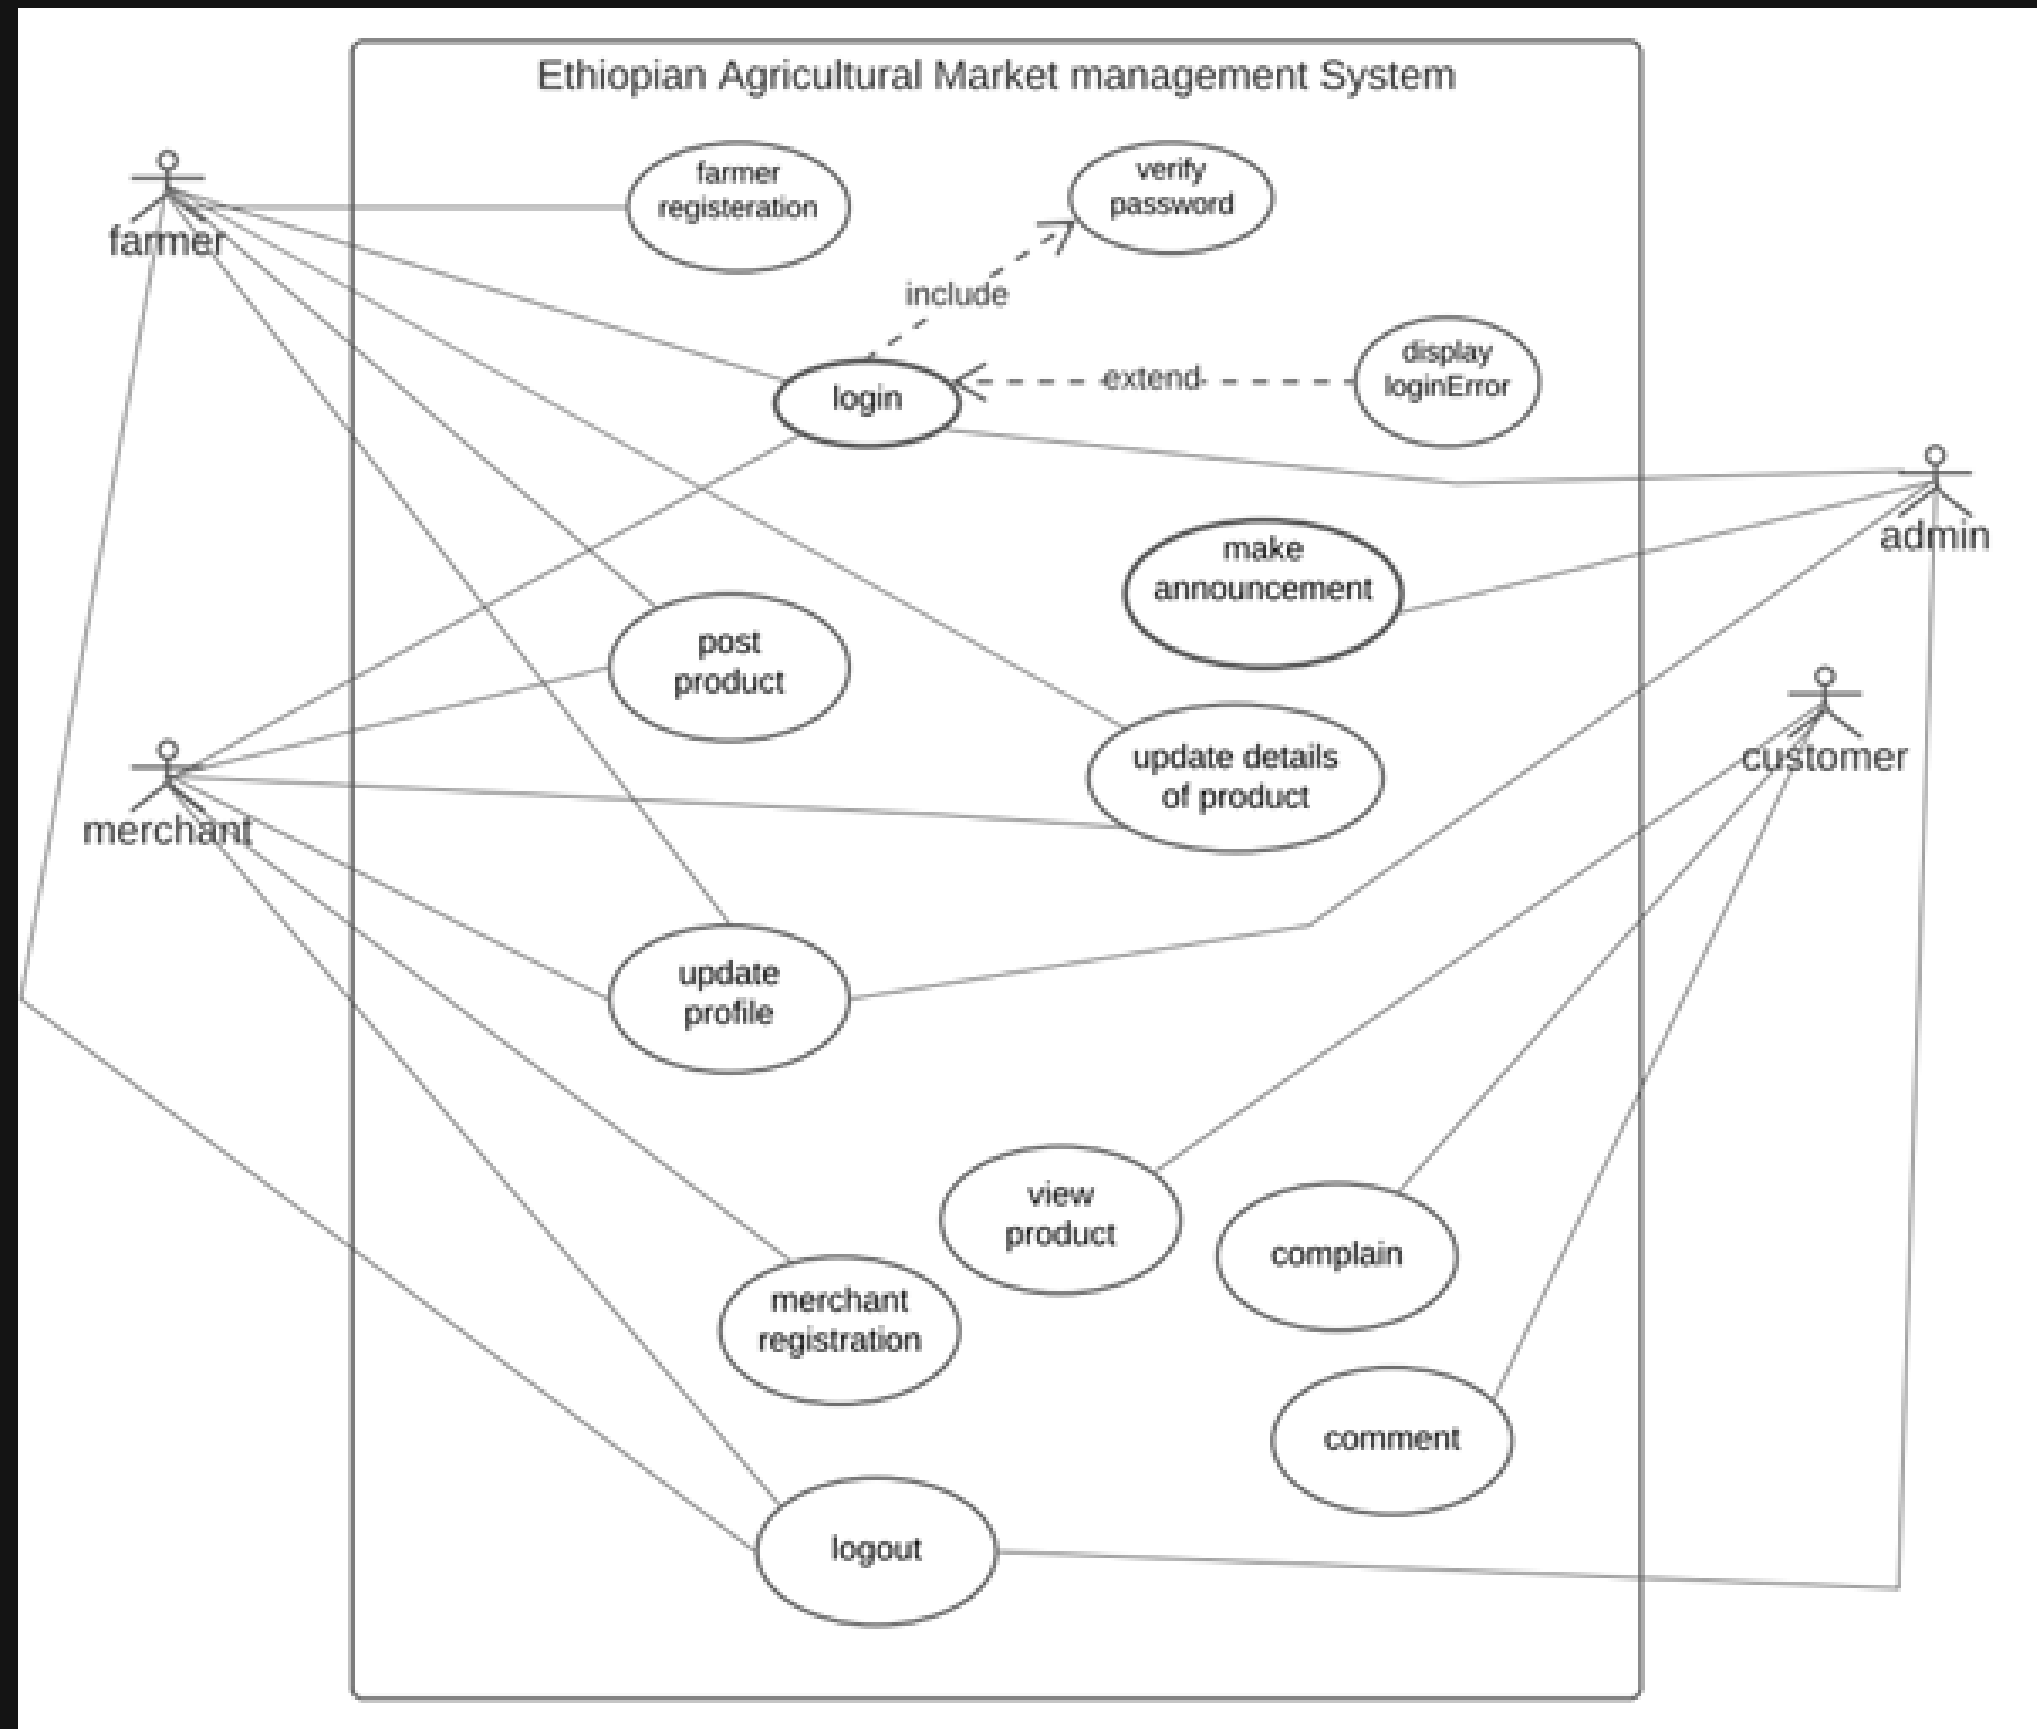 Ethiopian Agricultural Market management System
farmer
registeration
verify
password
farmer
include
display
loginError
extend
login
admin
make
announcement
post
product
update details
of product
customer
merchant
update
profile
view
product
complain
merchant
registration
comment
logout